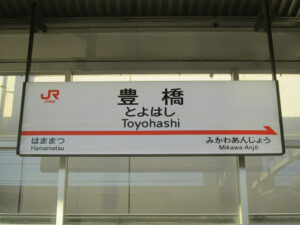 JR
豊橋
とよはし
Toyohashi
はままつ
Hamamatsu
みかわあんじょう
Mikawa-Anjō